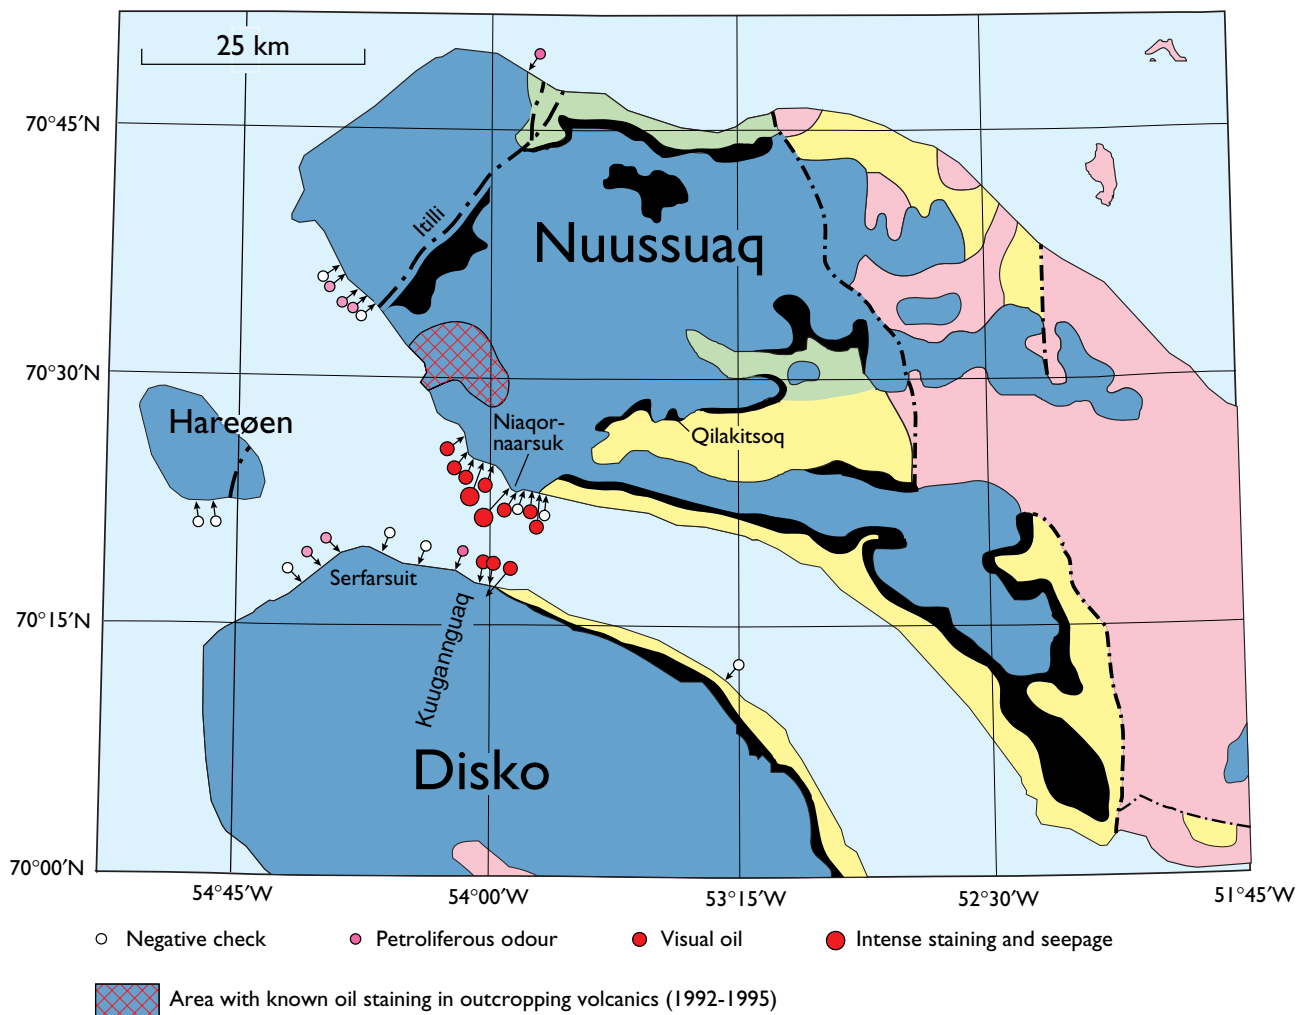 25 km
70°45′N
Itilli
Nuussuaq
70°30′N
Hareøen
Niaqor-
naarsuk
Qilakitsoq
Serfarsuit
70°15′N
Kuugannguaq
Disko
70°00′N
54°45′W
54°00′W
53°15′W
52°30′W
51°45′W
Negative check
Petroliferous odour
Visual oil
Intense staining and seepage
Area with known oil staining in outcropping volcanics (1992-1995)